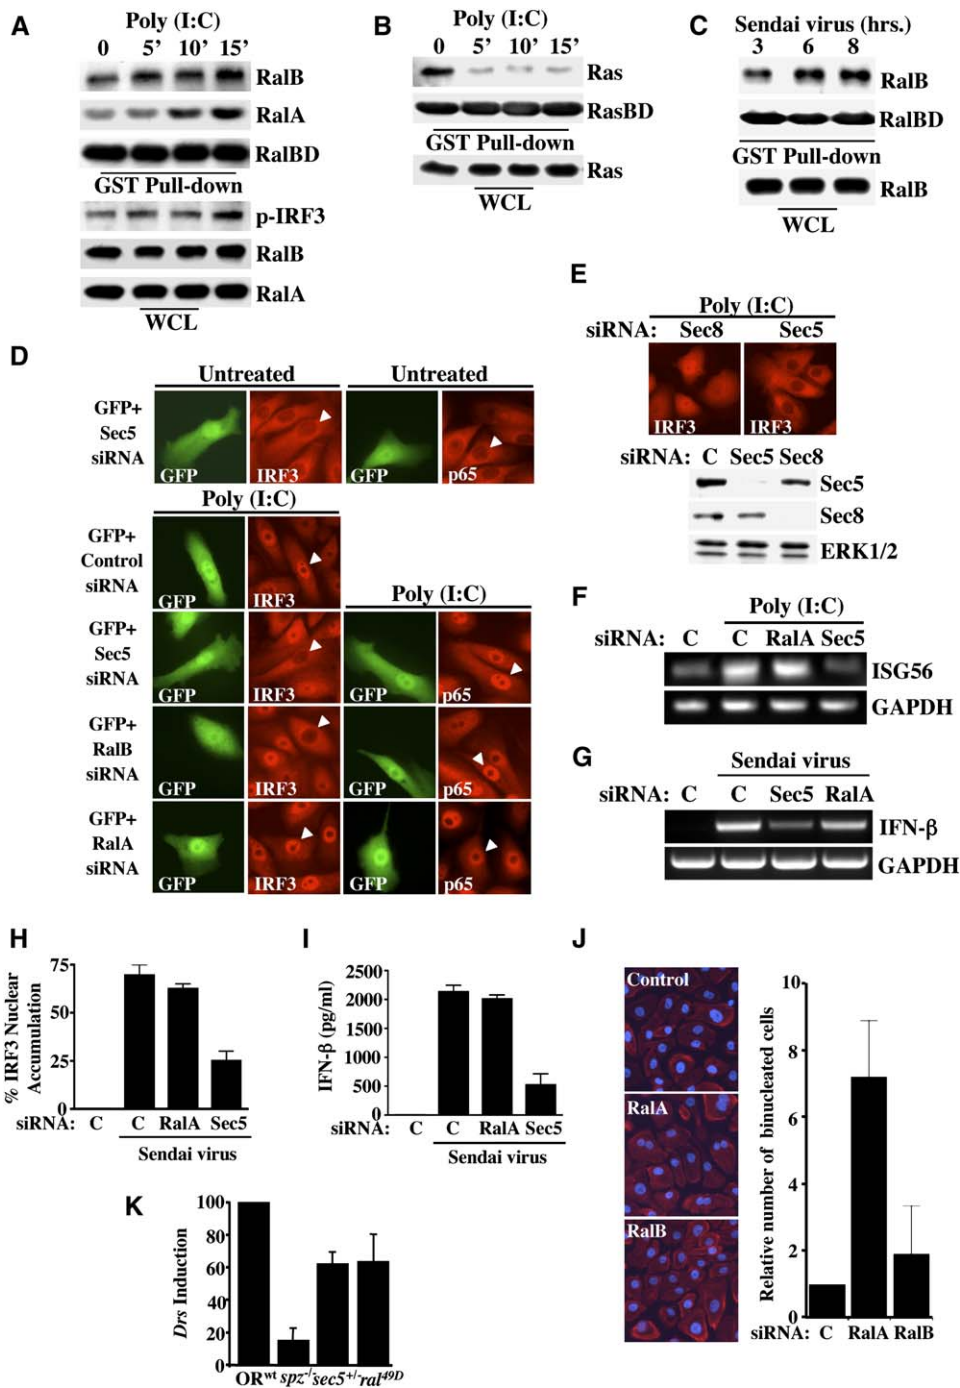 A
Poly (I:C)
0 5' 10' 15'
RalB
RalA
RalBD
GST Pull-down
p-IRF3
RalB
RalA
WCL
B
Poly (I:C)
0 5' 10' 15'
Ras
RasBD
GST Pull-down
Ras
WCL
C
Sendai virus (hrs.)
3 6 8
RalB
RalBD
GST Pull-down
RalB
WCL
D
Untreated Untreated
GFP+
Sec5
siRNA
GFP IRF3 GFP p65
Poly (I:C)
GFP+
Control
siRNA
GFP IRF3
Poly (I:C)
GFP+
Sec5
siRNA
GFP IRF3 GFP p65
GFP+
RalB
siRNA
GFP IRF3 GFP p65
GFP+
RalA
siRNA
GFP IRF3 GFP p65
E
Poly (I:C)
siRNA: Sec8 Sec5
IRF3 IRF3
siRNA: C Sec5 Sec8
Sec5
Sec8
ERK1/2
F
Poly (I:C)
siRNA: C C RalA Sec5
ISG56
GAPDH
G
Sendai virus
siRNA: C C Sec5 RalA
IFN-β
GAPDH
H
% IRF3 Nuclear
Accumulation
75
50
25
0
siRNA: C C RalA Sec5
Sendai virus
I
IFN-β (pg/ml)
2500
2000
1500
1000
500
0
siRNA: C C RalA Sec5
Sendai virus
J
Control
RalA
RalB
Relative number of binucleated cells
10
8
6
4
2
0
siRNA: C RalA RalB
K
Drs Induction
100
80
60
40
20
0
ORwt spz-/- sec5+/- ral49D